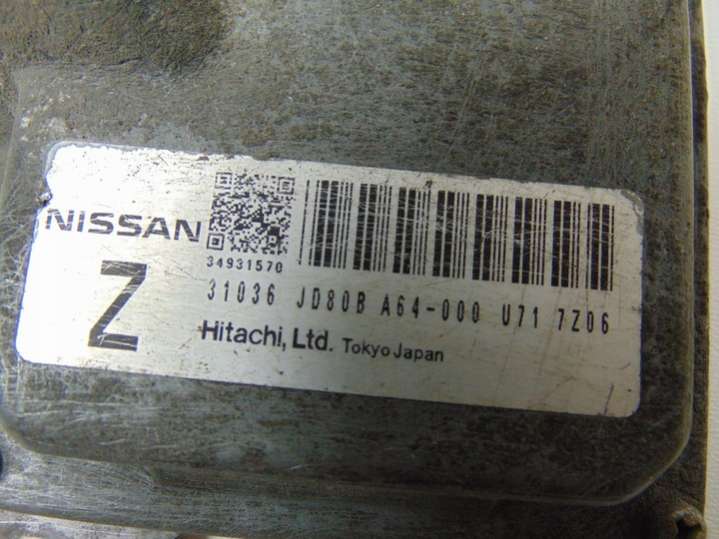 NISSAN
34931570
Z
31036 JD80B A64-000 U71 7Z06
Hitachi, Ltd. Tokyo Japan